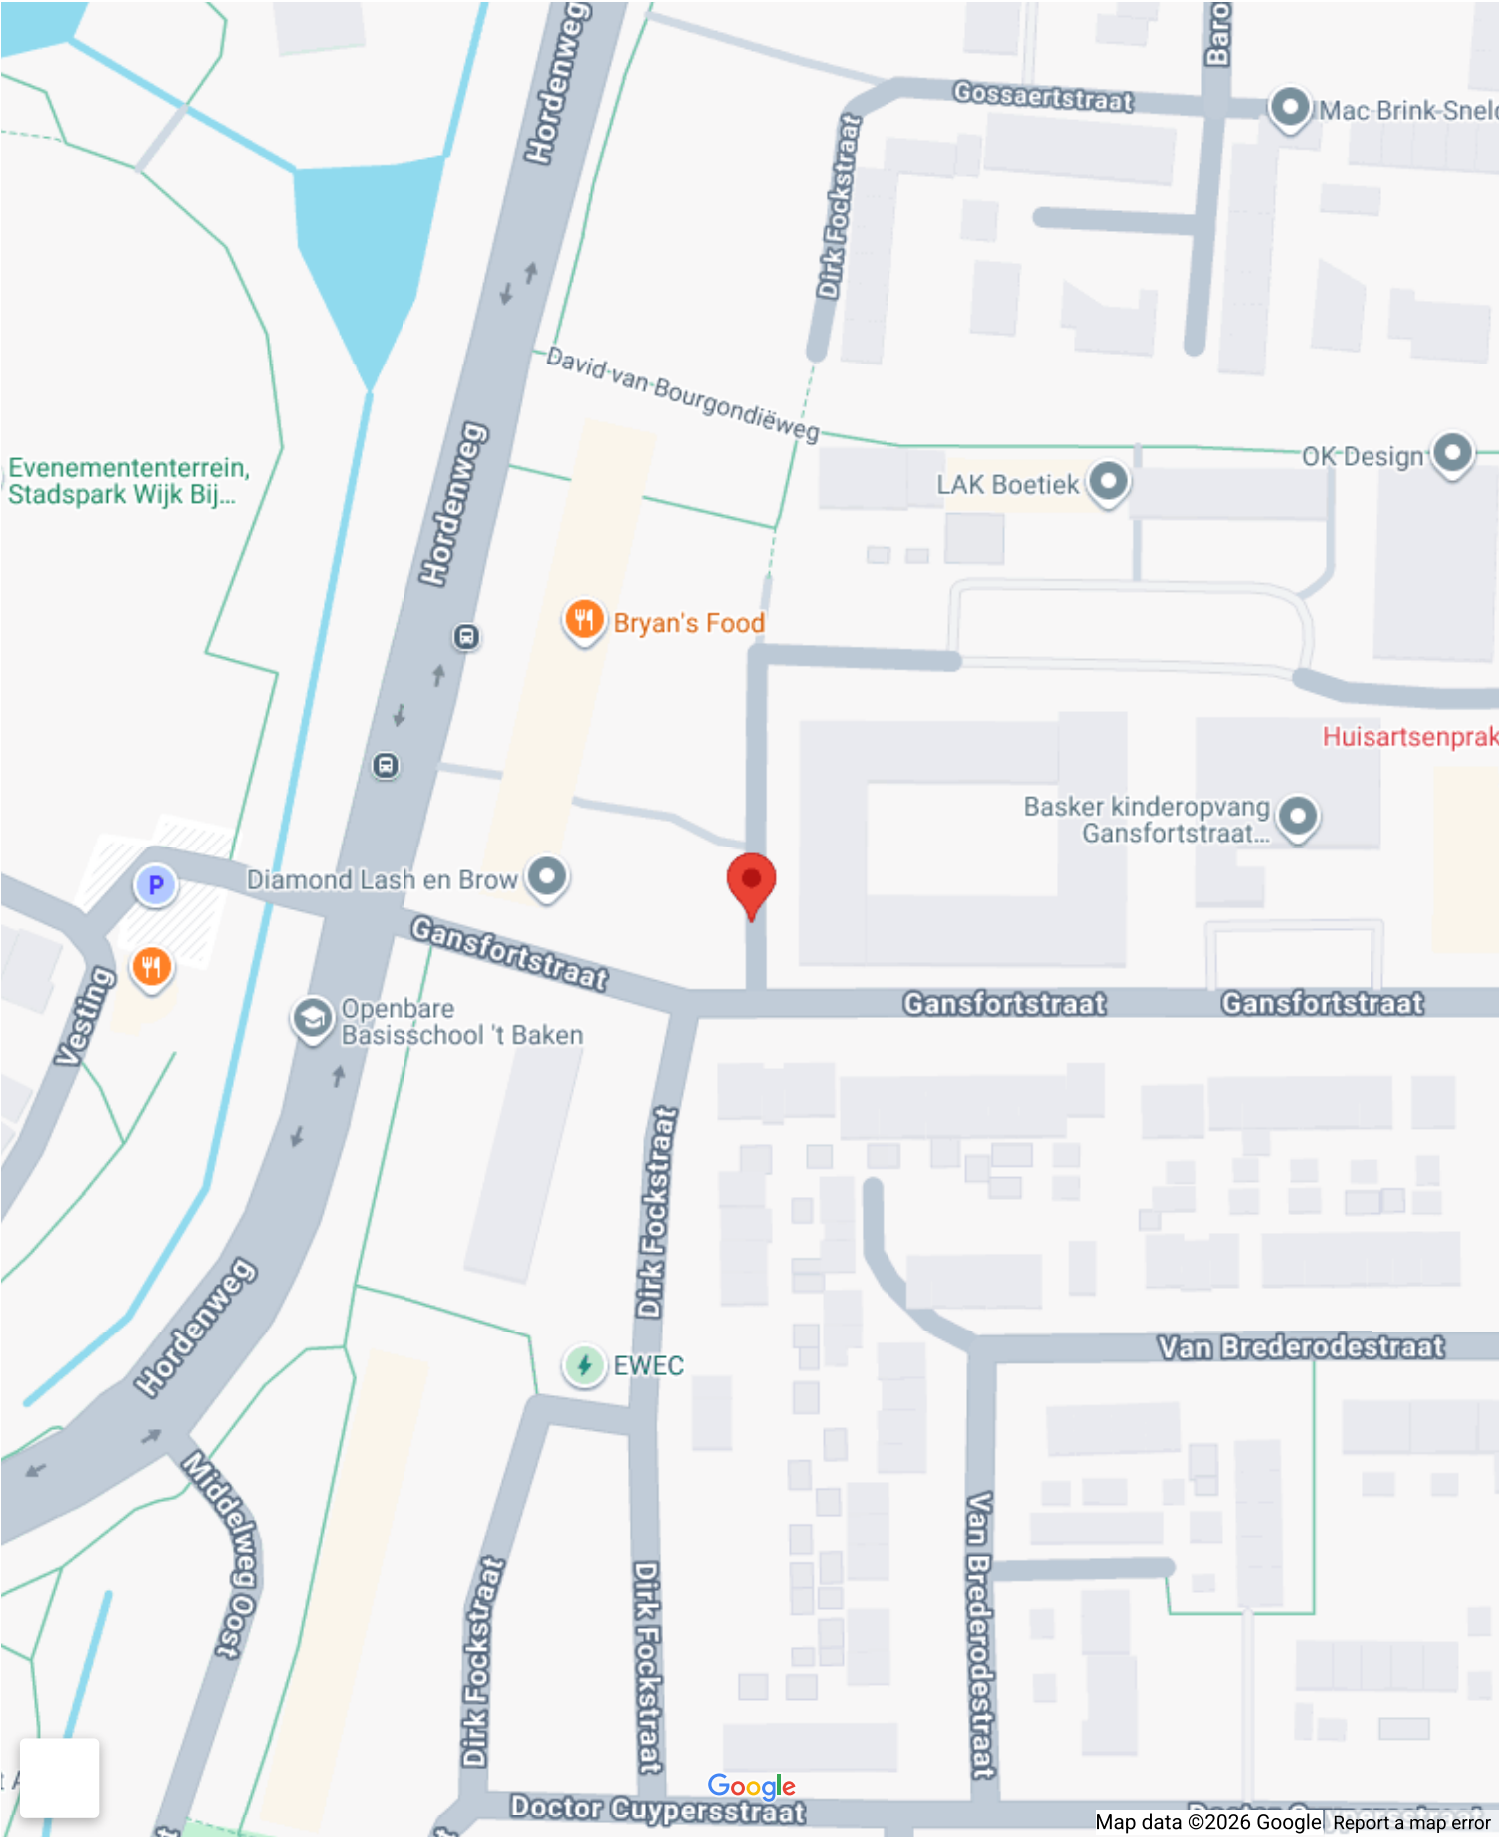 Hordenweg
Baro
Gossaertstraat
Mac Brink Sneld
Dirk Fockstraat
David van Bourgondiëweg
Hordenweg
Evenemententerrein,
Stadspark Wijk Bij...
LAK Boetiek
OK Design
Bryan's Food
Huisartsenprak
Basker kinderopvang
Gansfortstraat...
Diamond Lash en Brow
P
Gansfortstraat
Gansfortstraat
Gansfortstraat
Vesting
Openbare
Basisschool 't Baken
Dirk Fockstraat
Hordenweg
EWEC
Van Brederodestraat
Middelweg Oost
Van Brederodestraat
Dirk Fockstraat
Dirk Fockstraat
t A
Google
Doctor Cuypersstraat
Doctor Cuypersstraat
t
t
Map data ©2026 Google
Report a map error